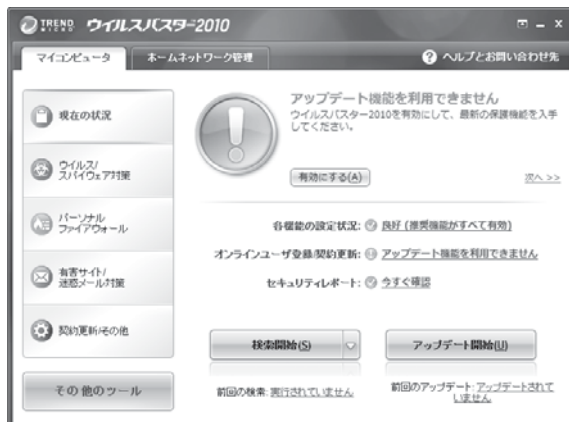 TREND MICRO ウイルスバスター2010
マイコンピュータ ホームネットワーク管理 ? ヘルプとお問い合わせ先
現在の状況
ウイルス/
スパイウェア対策
パーソナル
ファイアウォール
有害サイト/
迷惑メール対策
契約更新/その他
その他のツール
アップデート機能を利用できません
ウイルスバスター2010を有効にして、最新の保護機能を入手
してください。
有効にする(A) 次へ >>
各機能の設定状況: 良好 (推奨機能がすべて有効)
オンラインユーザ登録/契約更新: アップデート機能を利用できません
セキュリティレポート: 今すぐ確認
検索開始(S) アップデート開始(U)
前回の検索: 実行されていません
前回のアップデート: アップデートされて
いません